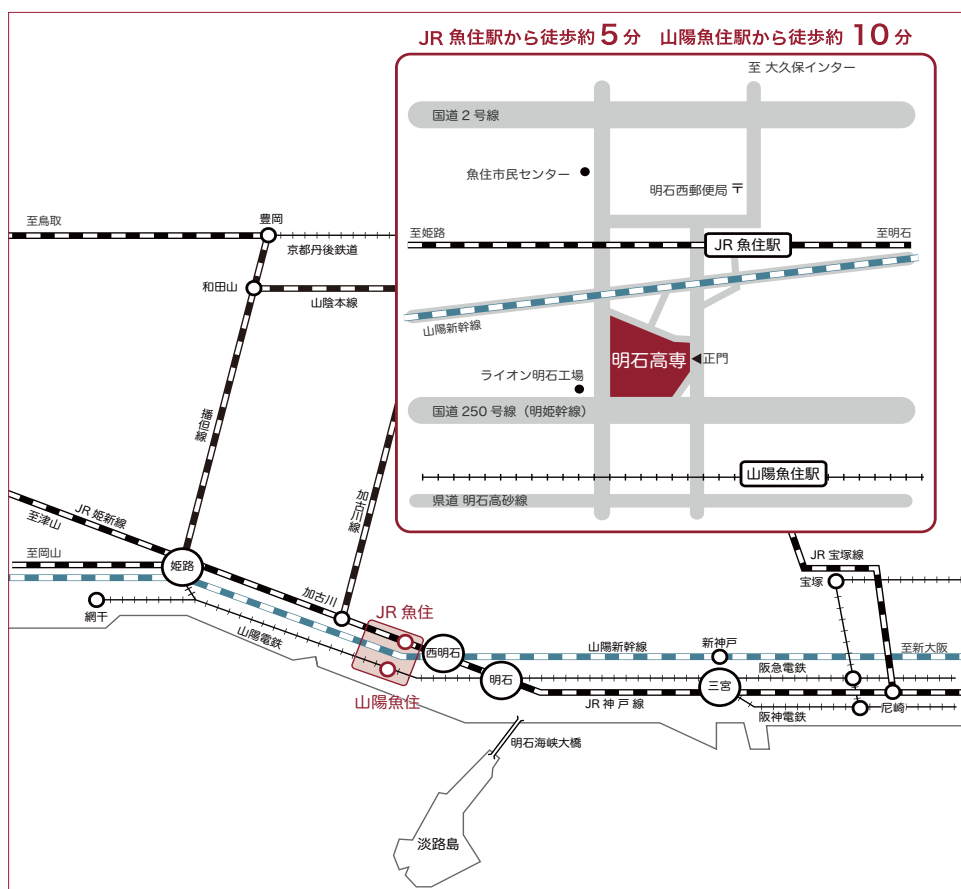 JR 魚住駅から徒歩約 5 分　山陽魚住駅から徒歩約 10 分
至 大久保インター
国道 2 号線
魚住市民センター
明石西郵便局 〒
至姫路
JR 魚住駅
至明石
山陽新幹線
明石高専
正門
ライオン明石工場
国道 250 号線（明姫幹線）
山陽魚住駅
県道 明石高砂線
至鳥取
豊岡
京都丹後鉄道
和田山
山陰本線
播但線
加古川線
JR 姫新線
至津山
至岡山
姫路
網干
山陽電鉄
加古川
JR 魚住
山陽魚住
西明石
明石
JR 神 戸 線
山陽新幹線
新神戸
阪急電鉄
三宮
阪神電鉄
JR 宝塚線
宝塚
至新大阪
尼崎
明石海峡大橋
淡路島